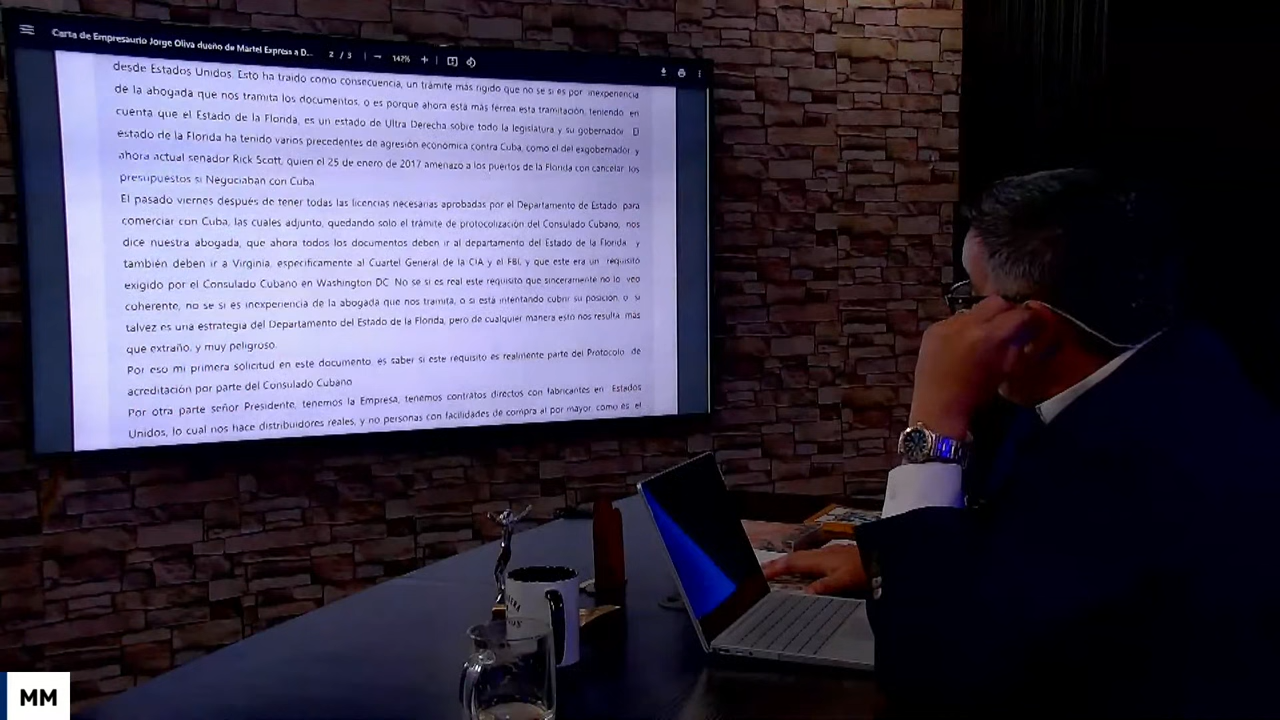 Carta de Empresaurio Jorge Oliva dueño de Martel Express a D... 2 / 3 | − 142% + |
desde Estados Unidos. Esto ha traido como consecuencia, un trámite más rigido que no se si es por inexperiencia
de la abogada que nos tramita los documentos, o es porque ahora está más férrea esta tramitación, teniendo en
cuenta que el Estado de la Florida, es un estado de Ultra Derecha sobre todo la legislatura y su gobernador. El
estado de la Florida ha tenido varios precedentes de agresión económica contra Cuba, como el del exgobernador y
ahora actual senador Rick Scott, quien el 25 de enero de 2017 amenazo a los puertos de la Florida con cancelar los
presupuestos si Negociaban con Cuba.
El pasado viernes después de tener todas las licencias necesarias aprobadas por el Departamento de Estado para
comerciar con Cuba, las cuales adjunto, quedando solo el trámite de protocolización del Consulado Cubano, nos
dice nuestra abogada, que ahora todos los documentos deben ir al departamento del Estado de la Florida y
también deben ir a Virginia, específicamente al Cuartel General de la CIA y el FBI, y que este era un requisito
exigido por el Consulado Cubano en Washington DC. No se si es real este requisito que sinceramente no lo veo
coherente, no se si es inexperiencia de la abogada que nos tramita, o si está intentando cubrir su posición, o si
talvez es una estrategia del Departamento del Estado de la Florida, pero de cualquier manera esto nos resulta más
que extraño, y muy peligroso.
Por eso mi primera solicitud en este documento, es saber si este requisito es realmente parte del Protocolo de
acreditación por parte del Consulado Cubano
Por otra parte señor Presidente, tenemos la Empresa, tenemos contratos directos con fabricantes en Estados
Unidos, lo cual nos hace distribuidores reales, y no personas con facilidades de compra al por mayor, como es el
MM